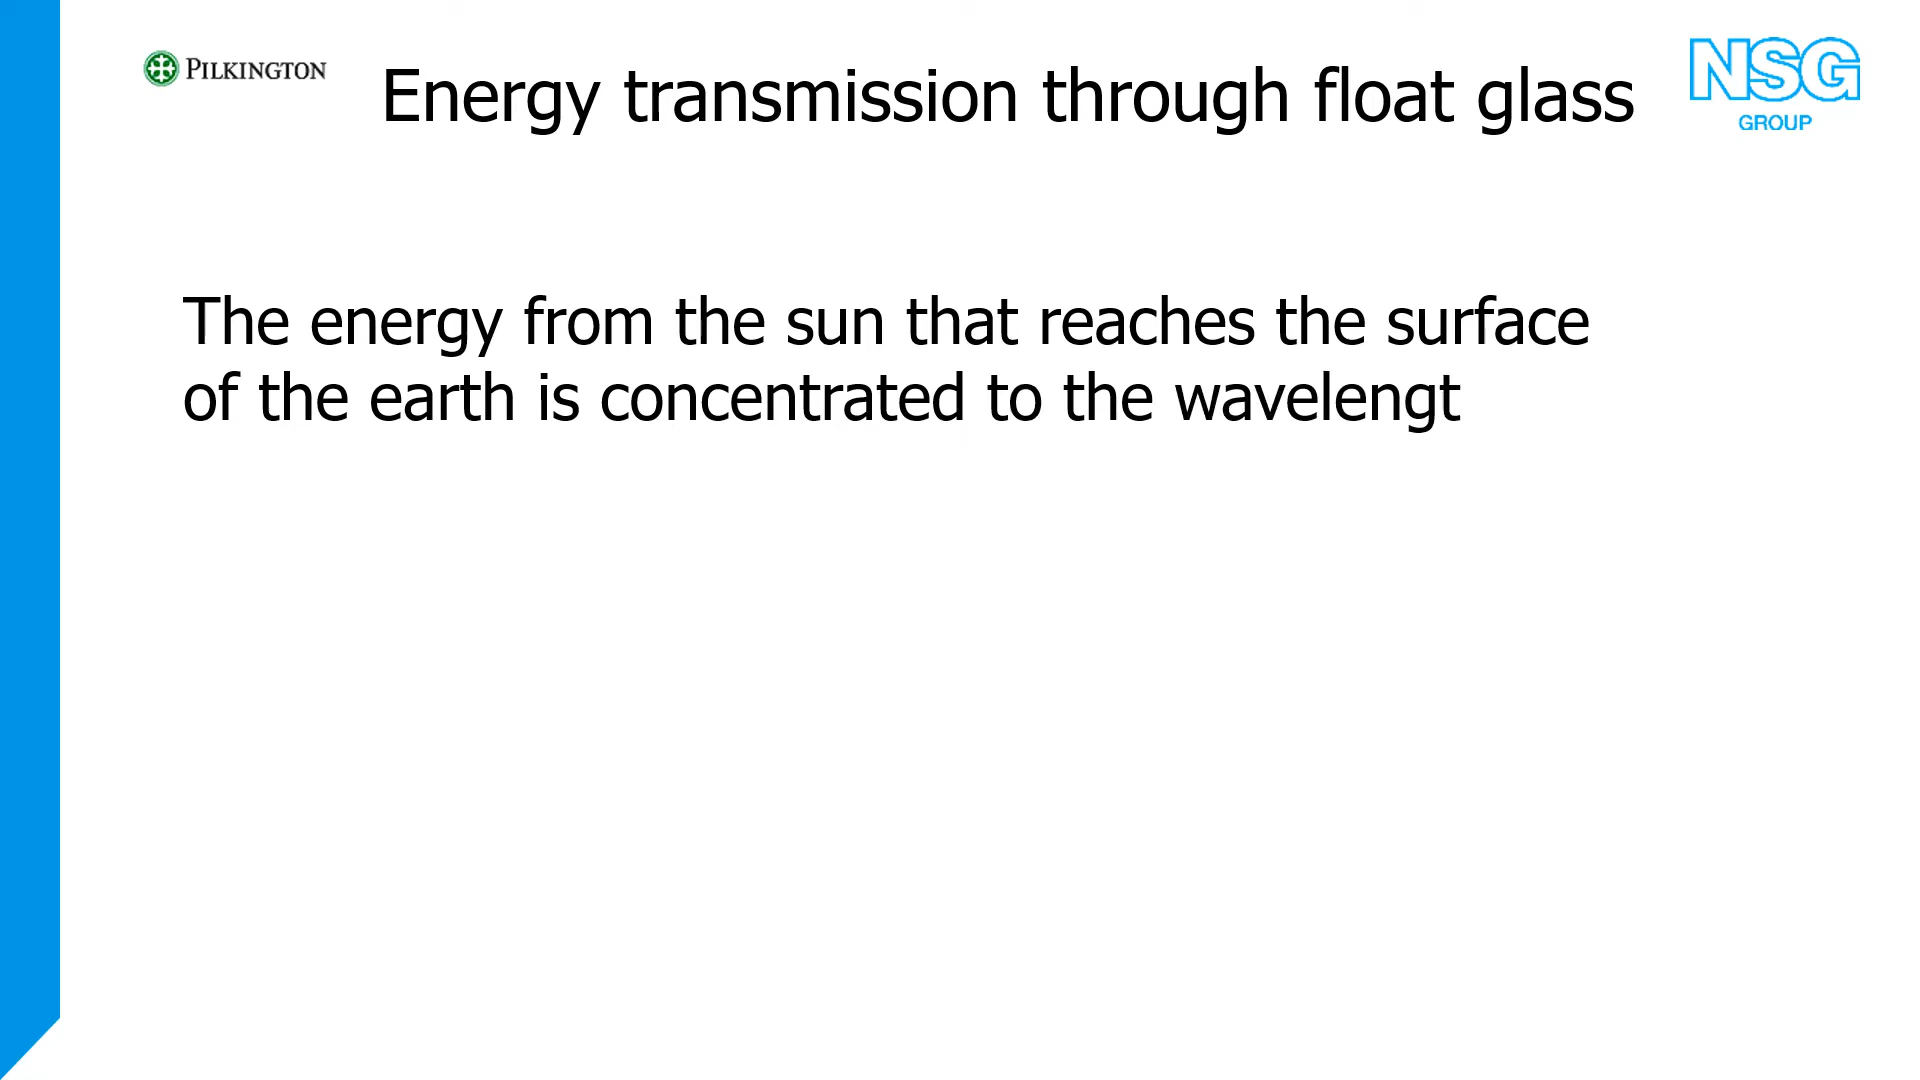 PILKINGTON
Energy transmission through float glass
NSG
GROUP
The energy from the sun that reaches the surface
of the earth is concentrated to the wavelengt